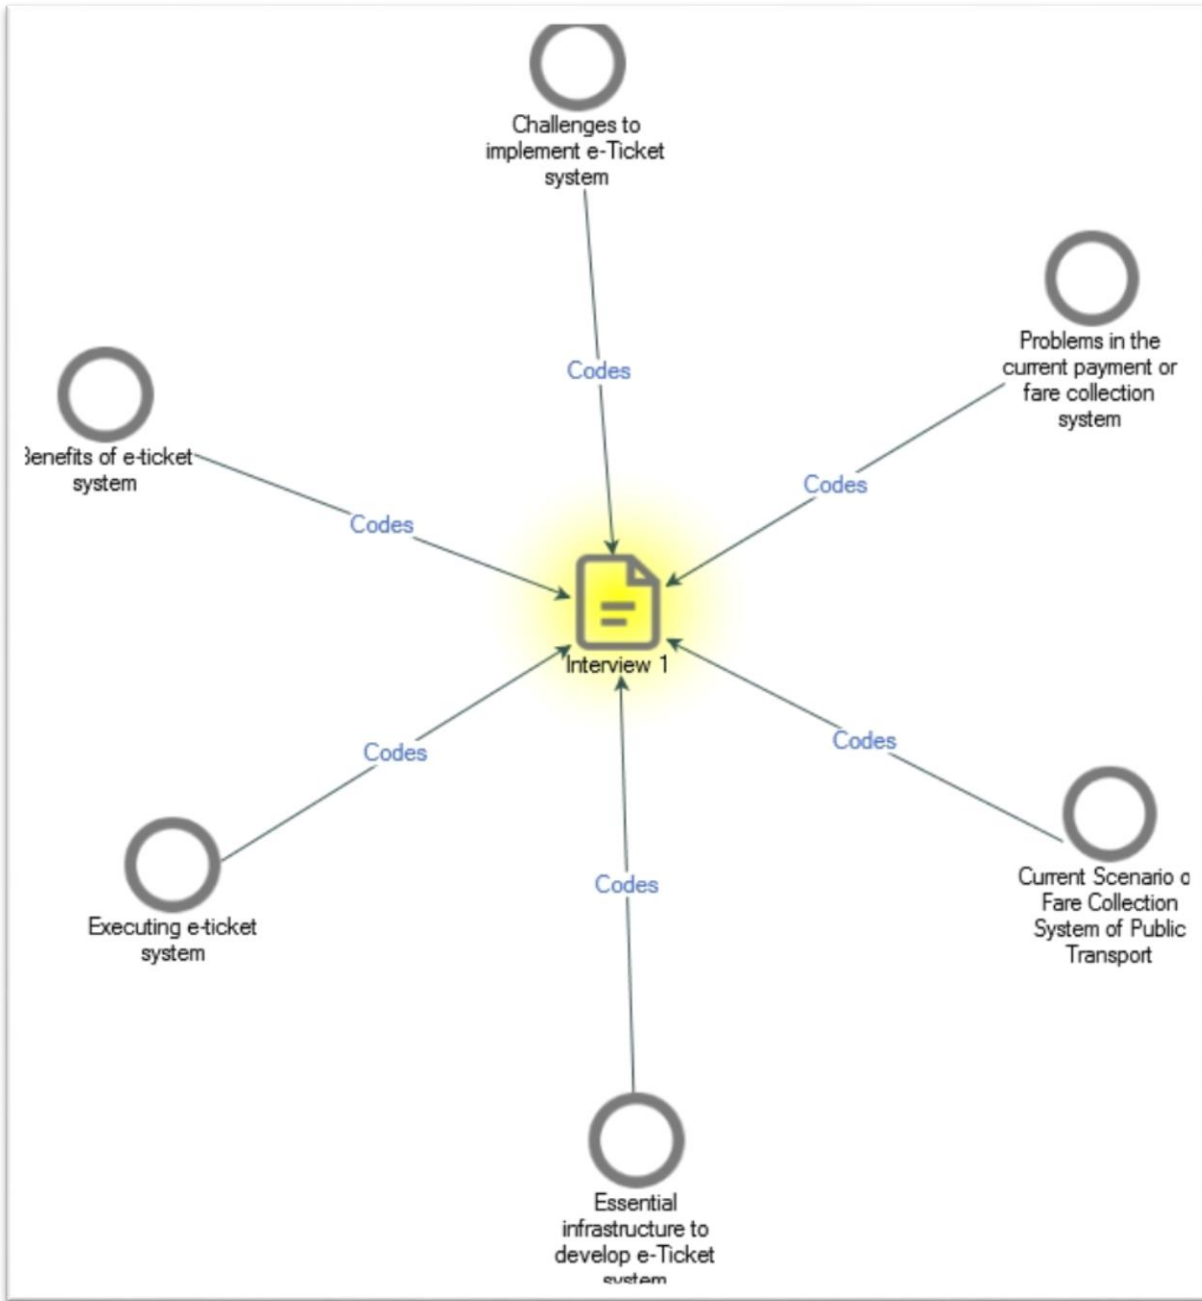 Challenges to
implement e-Ticket
system
Problems in the
current payment or
fare collection
system
Codes
Benefits of e-ticket
system
Codes
Codes
Interview 1
Codes
Codes
Current Scenario o
Fare Collection
System of Public
Transport
Executing e-ticket
system
Codes
Essential
infrastructure to
develop e-Ticket
system